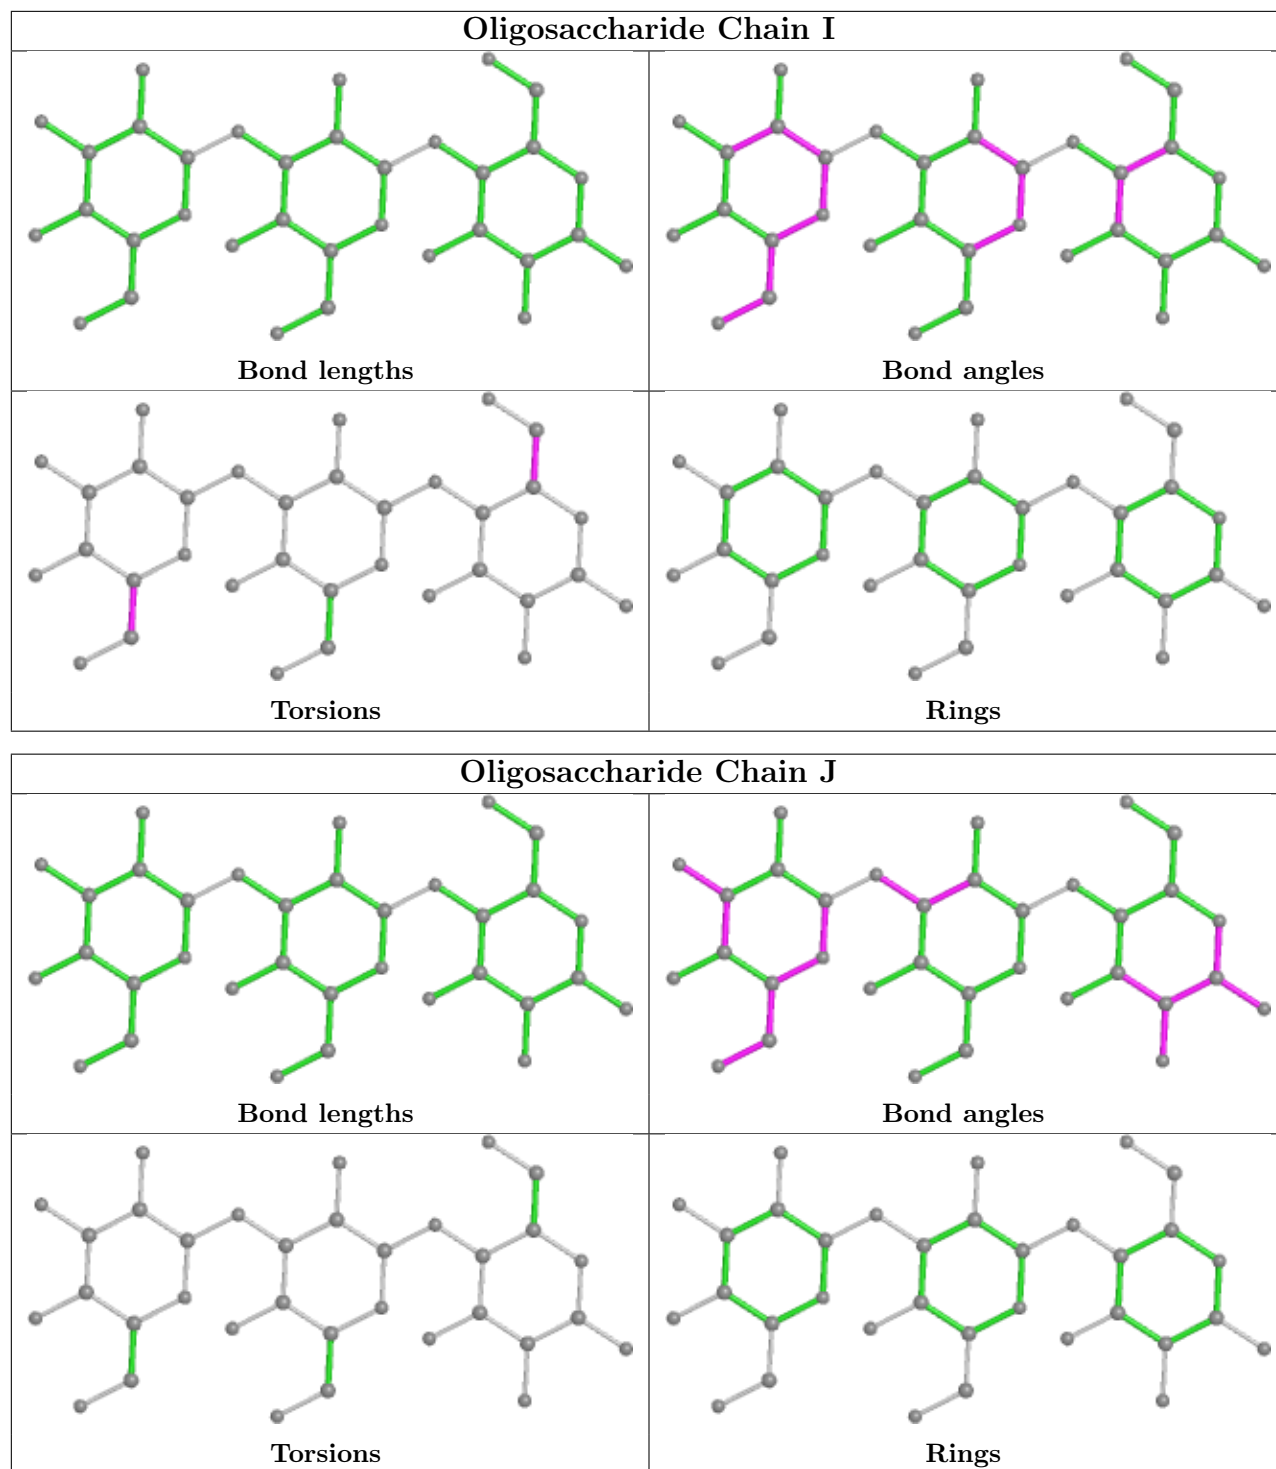 Oligosaccharide Chain I
Bond lengths
Bond angles
Torsions
Rings
Oligosaccharide Chain J
Bond lengths
Bond angles
Torsions
Rings